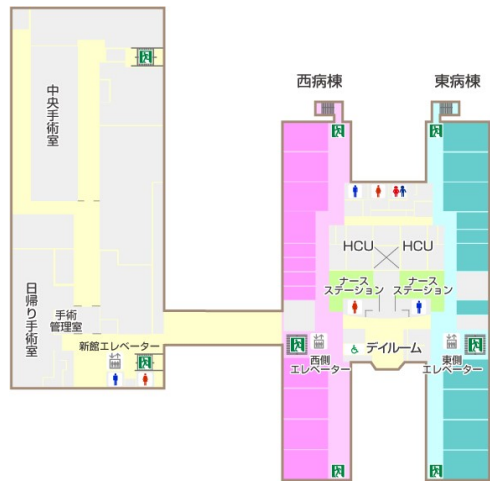 西病棟
東病棟
中央手術室
HCU
HCU
ナース
ステーション
ナース
ステーション
日帰り手術室
手術
管理室
新館エレベーター
デイルーム
西側
エレベーター
東側
エレベーター